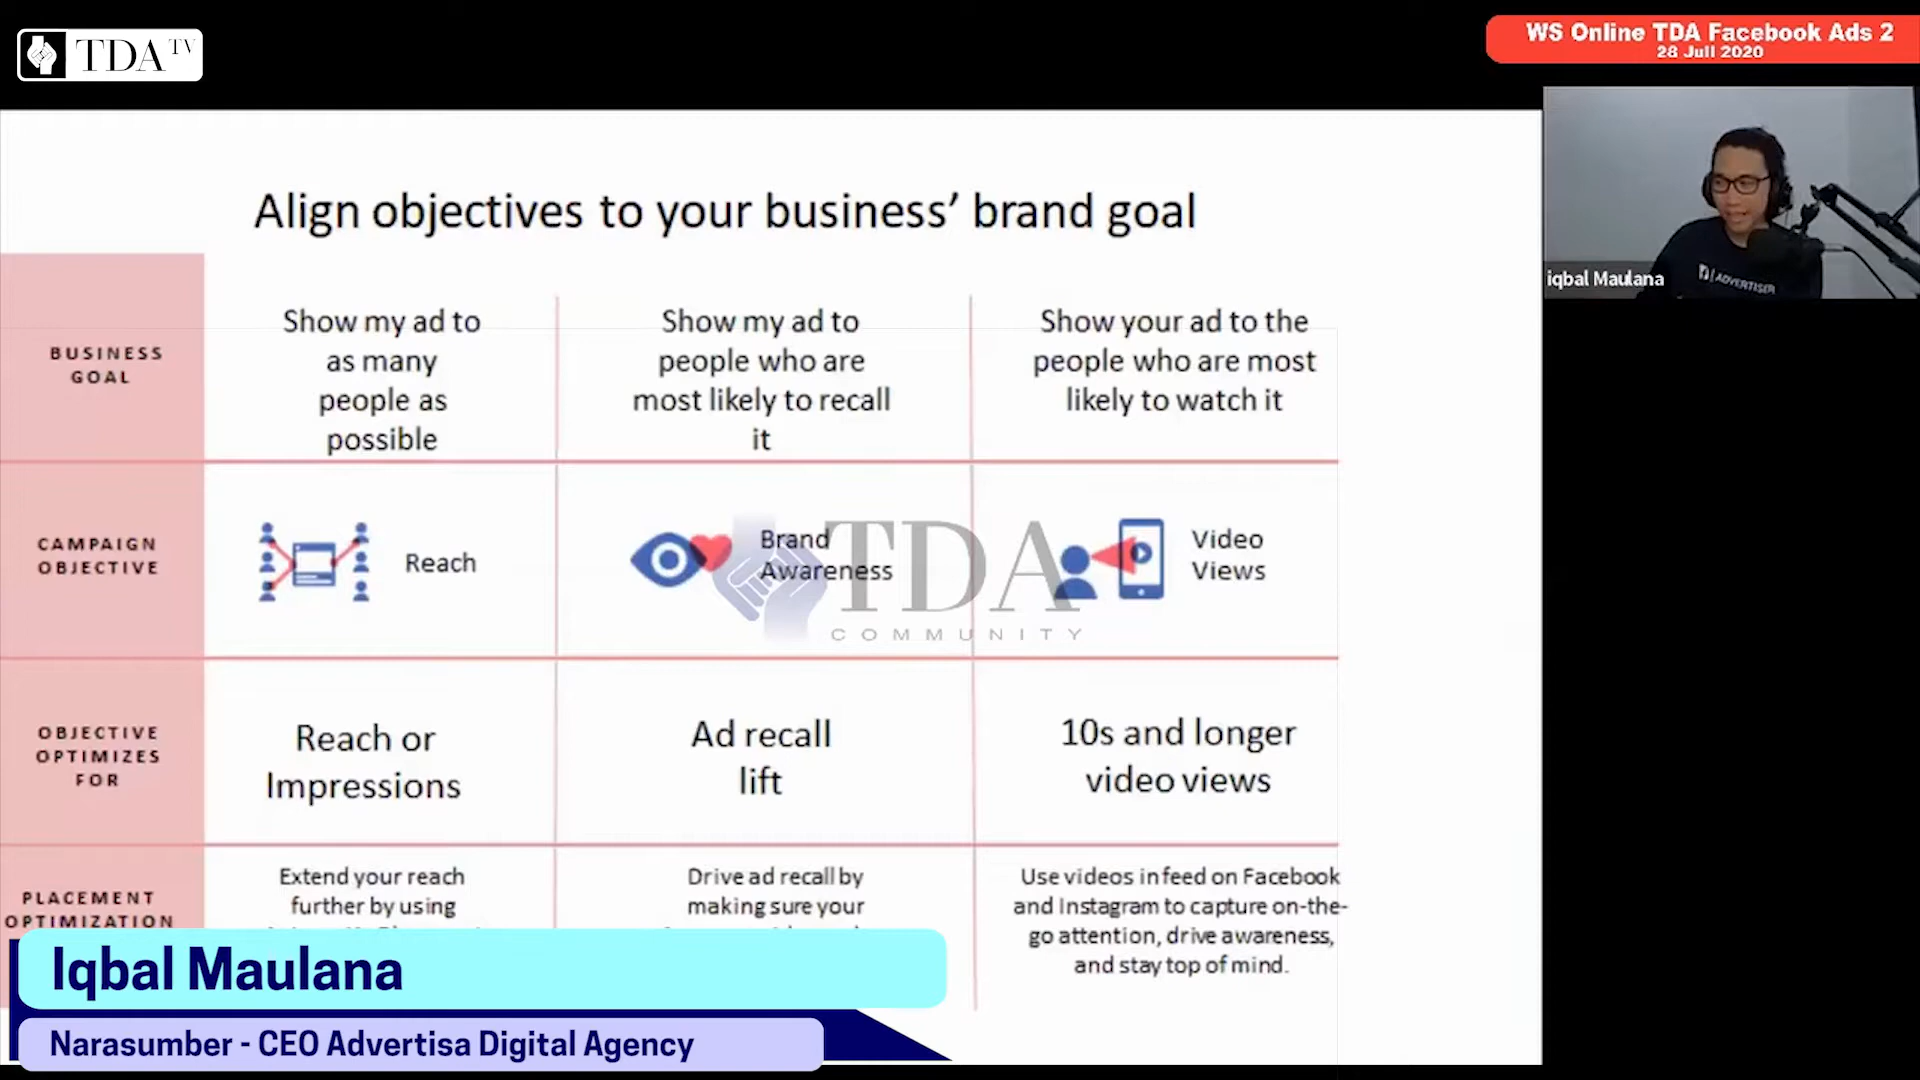 TDA TV
WS Online TDA Facebook Ads 2
28 Juli 2020
iqbal Maulana
ADVERTISER
Align objectives to your business’ brand goal
BUSINESS
GOAL
Show my ad to
as many
people as
possible
Show my ad to
people who are
most likely to recall
it
Show your ad to the
people who are most
likely to watch it
CAMPAIGN
OBJECTIVE
Reach
Brand
Awareness
Video
Views
TDA
COMMUNITY
OBJECTIVE
OPTIMIZES
FOR
Reach or
Impressions
Ad recall
lift
10s and longer
video views
PLACEMENT
OPTIMIZATION
Extend your reach
further by using
Drive ad recall by
making sure your
Use videos in feed on Facebook
and Instagram to capture on-the-
go attention, drive awareness,
and stay top of mind.
Iqbal Maulana
Narasumber - CEO Advertisa Digital Agency